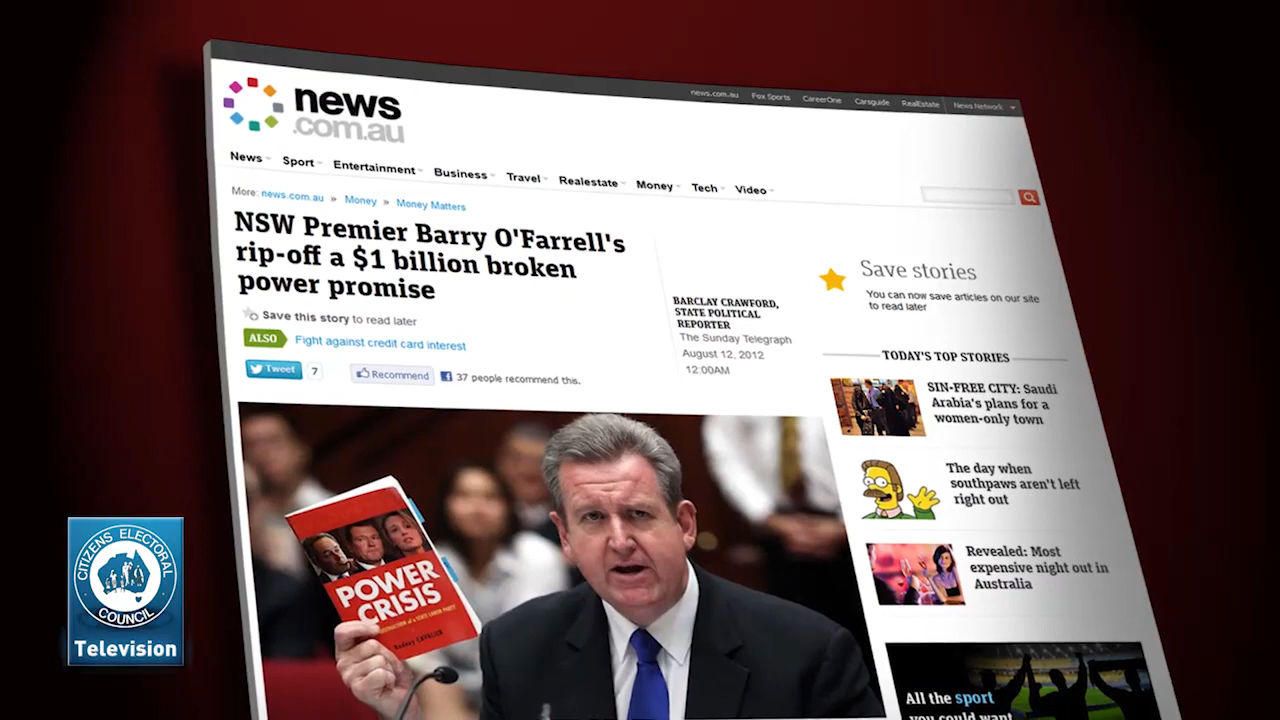 news.com.au Fox Sports CareerOne Carsguide RealEstate News Network
news
.com.au
News Sport Entertainment Business Travel Realestate Money Tech Video
More: news.com.au » Money » Money Matters
NSW Premier Barry O'Farrell's
rip-off a $1 billion broken
power promise
Save this story to read later
ALSO Fight against credit card interest
Tweet 7 Recommend 37 people recommend this.
BARCLAY CRAWFORD,
STATE POLITICAL
REPORTER
The Sunday Telegraph
August 12, 2012
12:00AM
Save stories
You can now save articles on our site
to read later
TODAY'S TOP STORIES
SIN-FREE CITY: Saudi
Arabia's plans for a
women-only town
The day when
southpaws aren't left
right out
Revealed: Most
expensive night out in
Australia
All the sport
you could want
POWER
CRISIS
Rodney CAVALIER
CITIZENS ELECTORAL
COUNCIL
Television